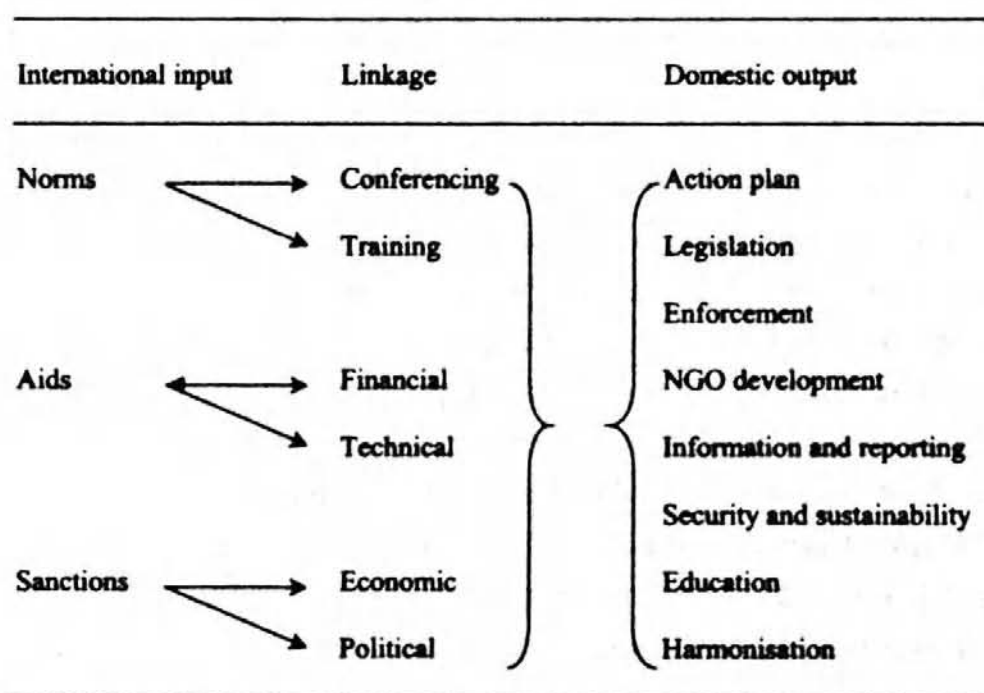 International input Linkage Domestic output
Norms Conferencing Action plan
Training Legislation
Enforcement
Aids Financial NGO development
Technical Information and reporting
Security and sustainability
Sanctions Economic Education
Political Harmonisation